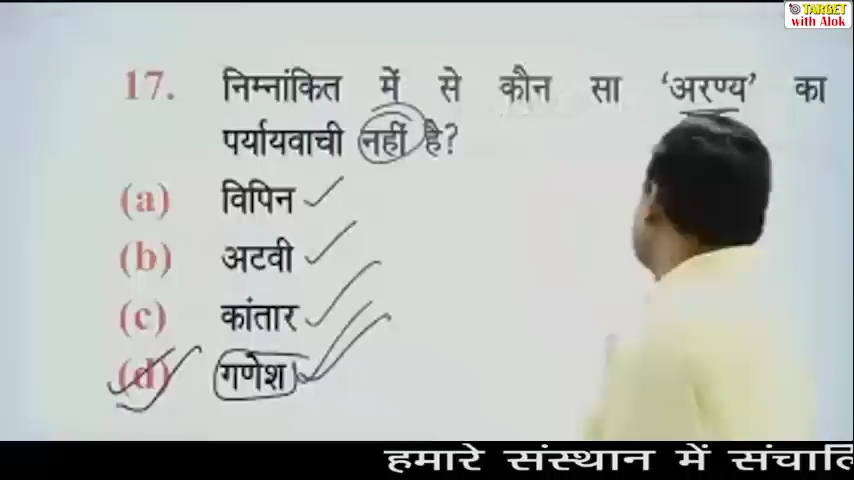 TARGET
with Alok
17. निम्नांकित में से कौन सा ‘अरण्य’ का
पर्यायवाची नहीं है?
(a) विपिन
(b) अटवी
(c) कांतार
(d) गणेश
हमारे संस्थान में संचालि